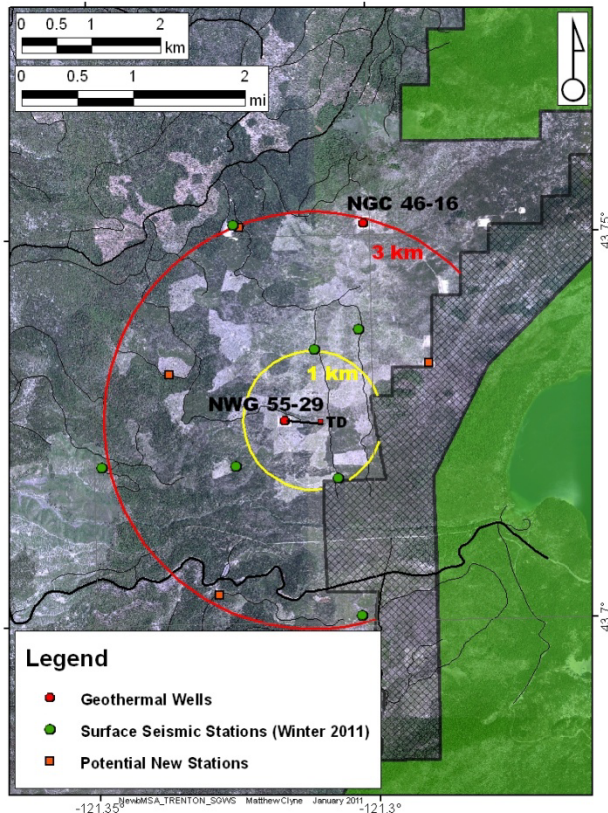 0 0.5 1 2
km
0 0.5 1 2
mi
NGC 46-16
3 km
43.75
1 km
NWG 55-29
TD
43.7
Legend
Geothermal Wells
Surface Seismic Stations (Winter 2011)
Potential New Stations
NewbMSA_TRENTON_SGWS MatthewClyne January 2011
-121.35 -121.3